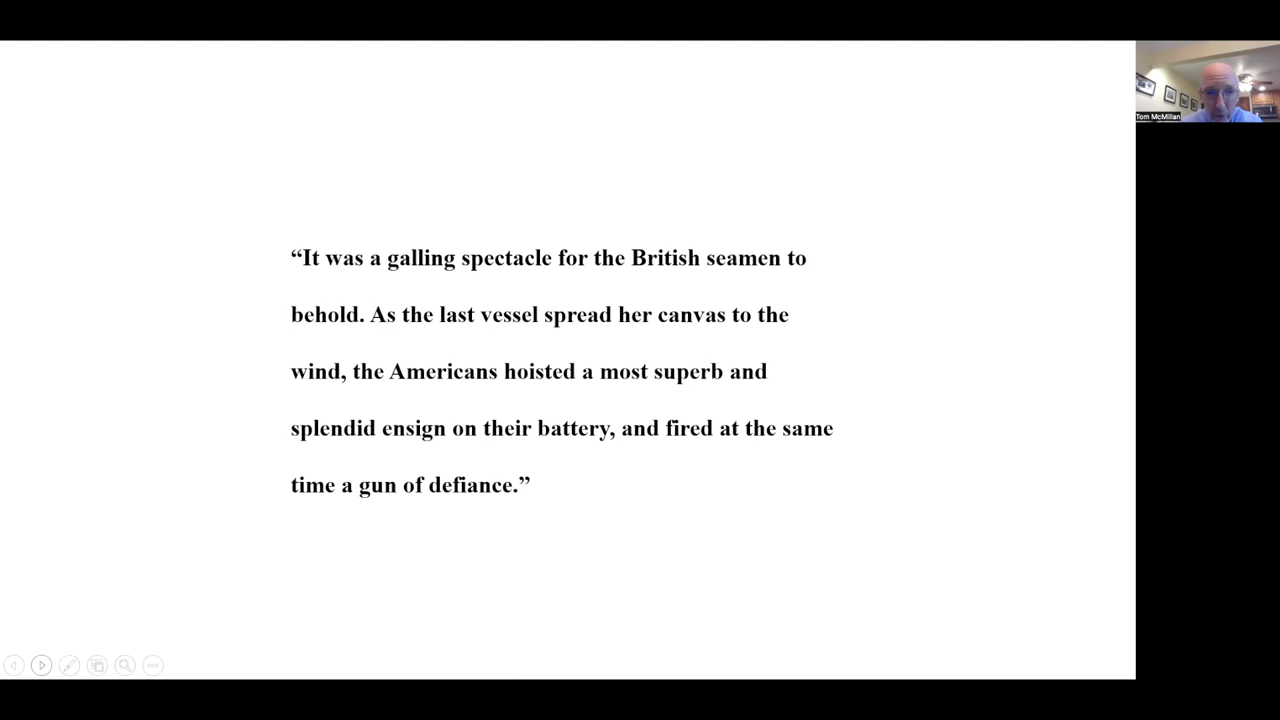 Tom McMillan
“It was a galling spectacle for the British seamen to
behold. As the last vessel spread her canvas to the
wind, the Americans hoisted a most superb and
splendid ensign on their battery, and fired at the same
time a gun of defiance.”